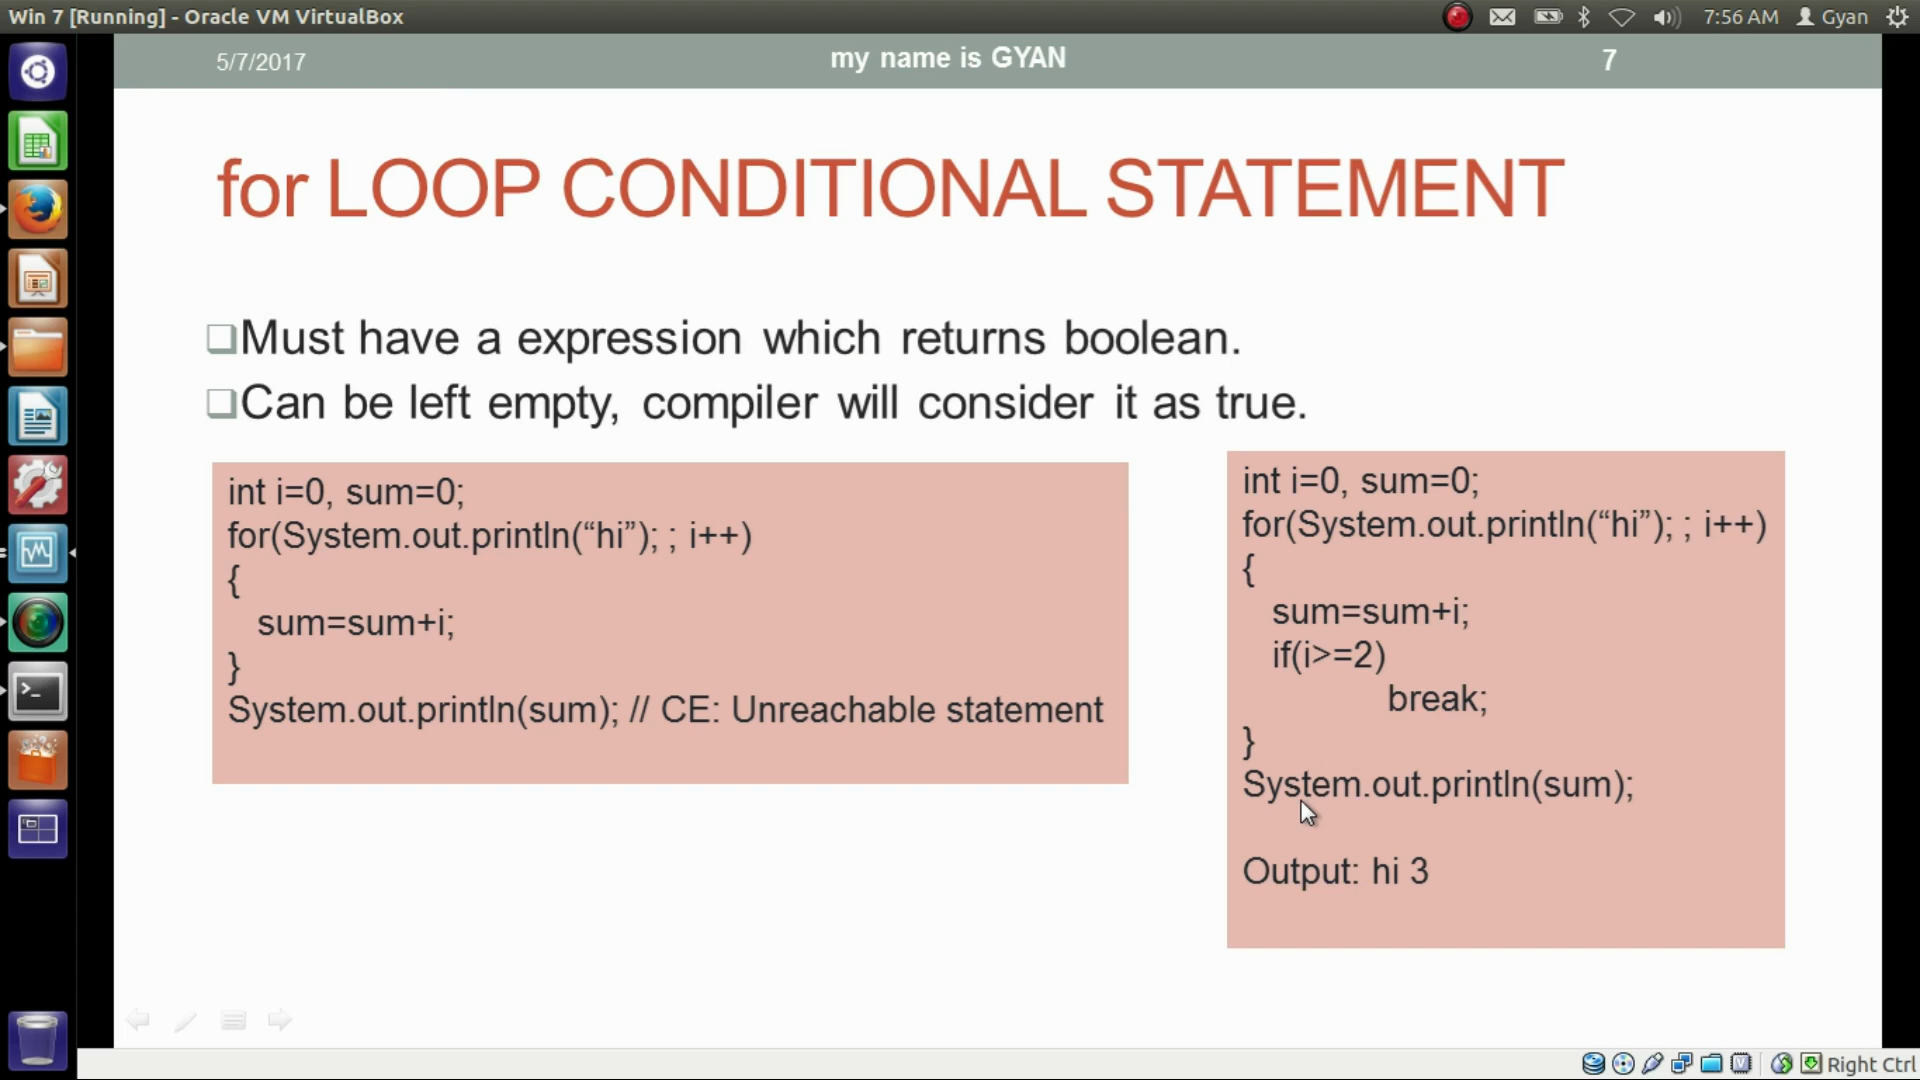 Win 7 [Running] - Oracle VM VirtualBox
7:56 AM
Gyan
5/7/2017
my name is GYAN
7
for LOOP CONDITIONAL STATEMENT
Must have a expression which returns boolean.
Can be left empty, compiler will consider it as true.
int i=0, sum=0;
for(System.out.println(“hi”); ; i++)
{
sum=sum+i;
}
System.out.println(sum); // CE: Unreachable statement
int i=0, sum=0;
for(System.out.println(“hi”); ; i++)
{
sum=sum+i;
if(i>=2)
break;
}
System.out.println(sum);
Output: hi 3
Right Ctrl